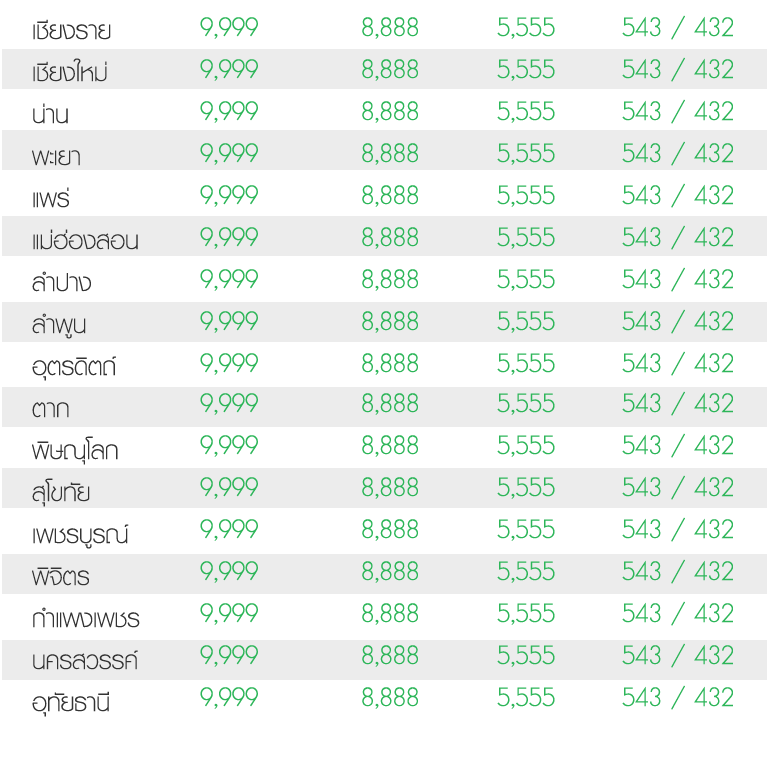 เชียงราย 9,999 8,888 5,555 543 / 432
เชียงใหม่ 9,999 8,888 5,555 543 / 432
น่าน 9,999 8,888 5,555 543 / 432
พะเยา 9,999 8,888 5,555 543 / 432
แพร่ 9,999 8,888 5,555 543 / 432
แม่ฮ่องสอน 9,999 8,888 5,555 543 / 432
ลำปาง 9,999 8,888 5,555 543 / 432
ลำพูน 9,999 8,888 5,555 543 / 432
อุตรดิตถ์ 9,999 8,888 5,555 543 / 432
ตาก 9,999 8,888 5,555 543 / 432
พิษณุโลก 9,999 8,888 5,555 543 / 432
สุโขทัย 9,999 8,888 5,555 543 / 432
เพชรบูรณ์ 9,999 8,888 5,555 543 / 432
พิจิตร 9,999 8,888 5,555 543 / 432
กำแพงเพชร 9,999 8,888 5,555 543 / 432
นครสวรรค์ 9,999 8,888 5,555 543 / 432
อุทัยธานี 9,999 8,888 5,555 543 / 432